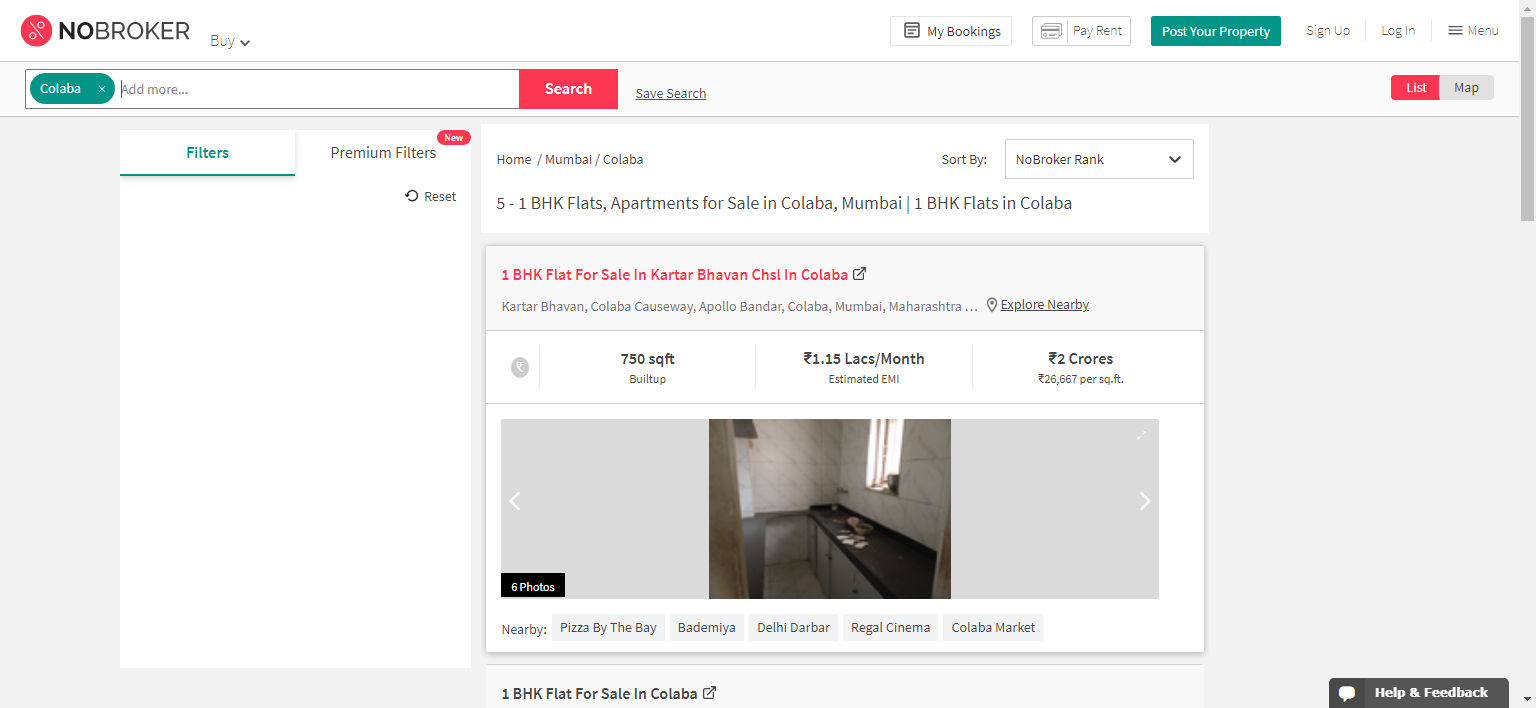 NOBROKER
Buy
My Bookings
Pay Rent
Post Your Property
Sign Up
Log In
Menu
Colaba ×
Add more...
Search
Save Search
List
Map
Filters
Premium Filters
New
Reset
Home / Mumbai / Colaba
Sort By:
NoBroker Rank
5 - 1 BHK Flats, Apartments for Sale in Colaba, Mumbai | 1 BHK Flats in Colaba
1 BHK Flat For Sale In Kartar Bhavan Chsl In Colaba
Kartar Bhavan, Colaba Causeway, Apollo Bandar, Colaba, Mumbai, Maharashtra ...
Explore Nearby
₹
750 sqft
Builtup
₹1.15 Lacs/Month
Estimated EMI
₹2 Crores
₹26,667 per sq.ft.
6 Photos
Nearby:
Pizza By The Bay
Bademiya
Delhi Darbar
Regal Cinema
Colaba Market
1 BHK Flat For Sale In Colaba
Help & Feedback